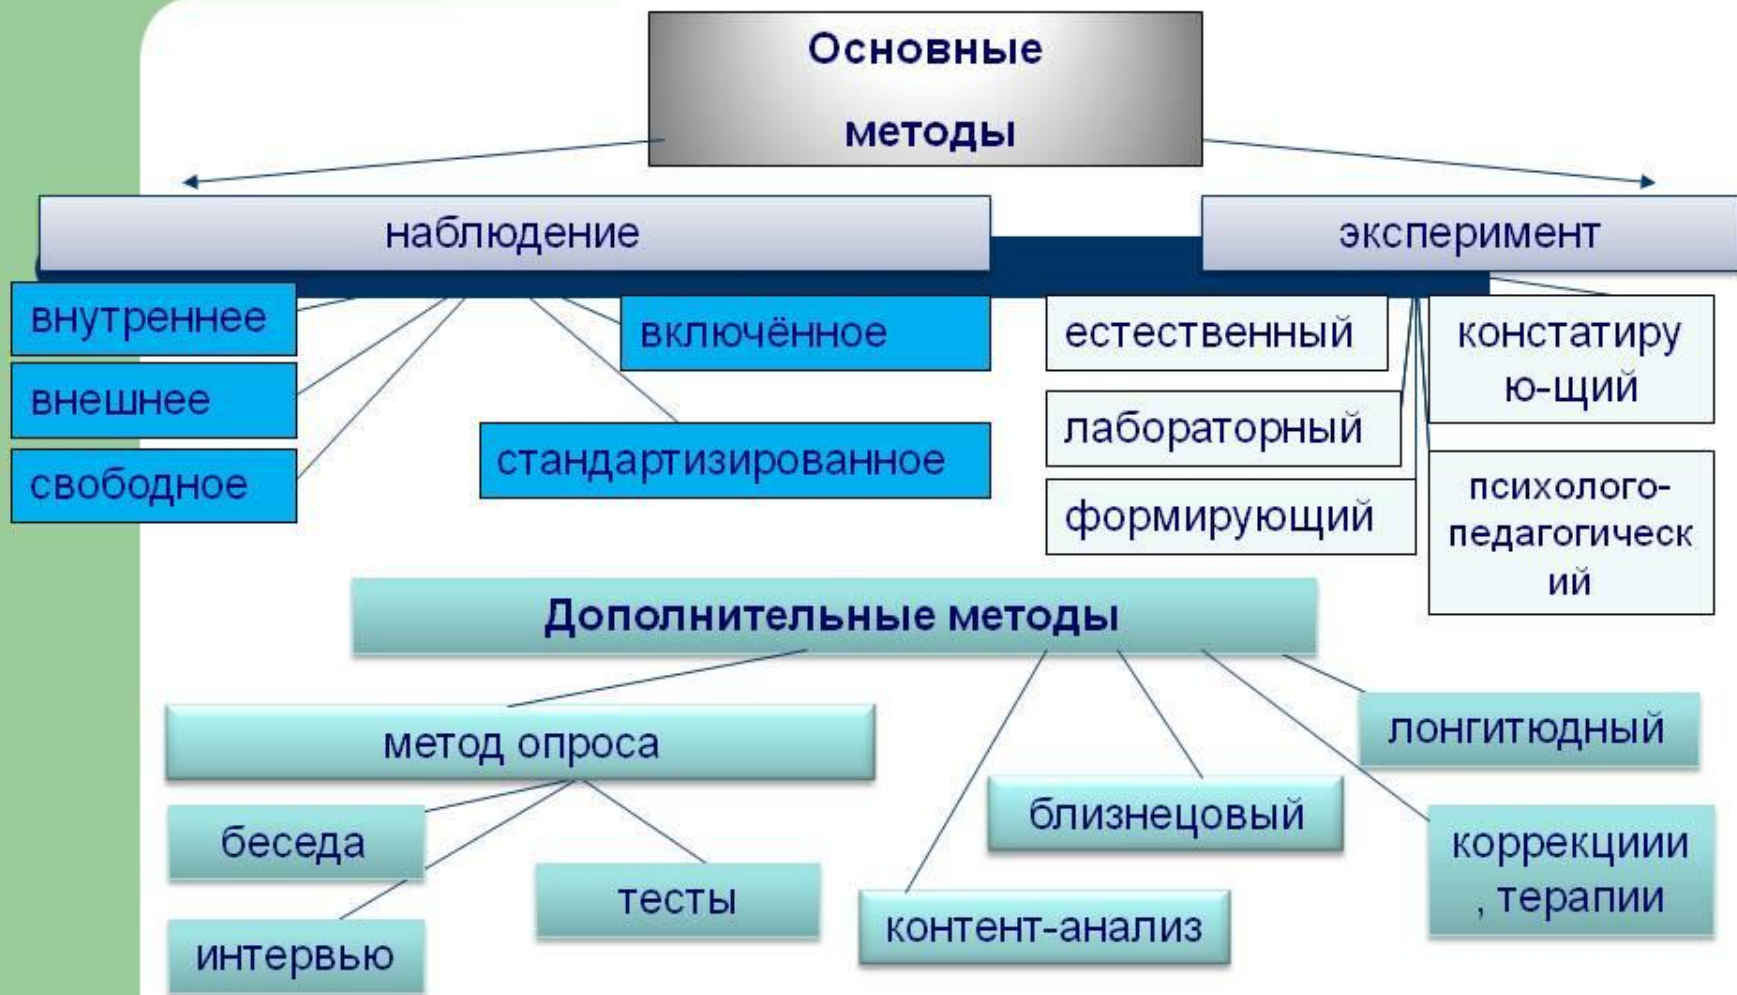 Основные
методы
наблюдение
эксперимент
внутреннее
внешнее
свободное
включённое
стандартизированное
естественный
лабораторный
формирующий
констатиру
ю-щий
психолого-
педагогическ
ий
Дополнительные методы
метод опроса
беседа
интервью
тесты
контент-анализ
близнецовый
лонгитюдный
коррекциии
, терапии